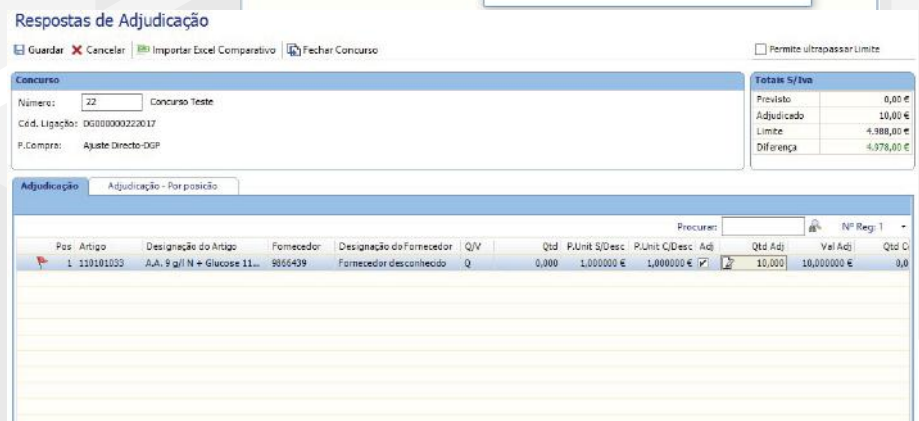 Respostas de Adjudicação
Guardar Cancelar Importar Excel Comparativo Fechar Concurso Permite ultrapassar Limite
Concurso
Número: 22 Concurso Teste
Cód. Ligação: DG000000222017
P.Compra: Ajuste Directo-DGP
Totais S/Iva
Previsto 0,00 €
Adjudicado 10,00 €
Limite 4.988,00 €
Diferença 4.978,00 €
Adjudicação Adjudicação - Por posição
Procurar: Nº Reg: 1
Pos Artigo Designação do Artigo Fornecedor Designação do Fornecedor Q/V Qtd P.Unit S/Desc P.Unit C/Desc Adj Qtd Adj Val Adj Qtd
1 110101033 A.A. 9 g/l N + Glucose 11... 9866439 Fornecedor desconhecido Q 0,000 1,000000 € 1,000000 € 10,000 10,000000 € 0,0